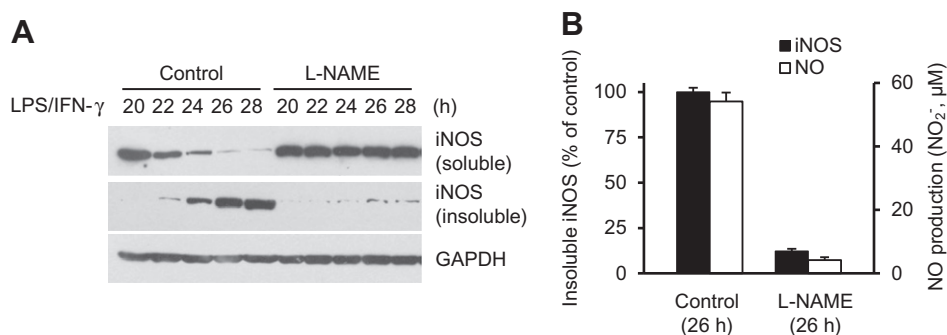 A
Control L-NAME
LPS/IFN-γ 20 22 24 26 28 20 22 24 26 28 (h)
iNOS
(soluble)
iNOS
(insoluble)
GAPDH
B
iNOS
NO
Insoluble iNOS (% of control)
100
75
50
25
0
60
40
20
0
NO production (NO₂⁻, μM)
Control L-NAME
(26 h) (26 h)